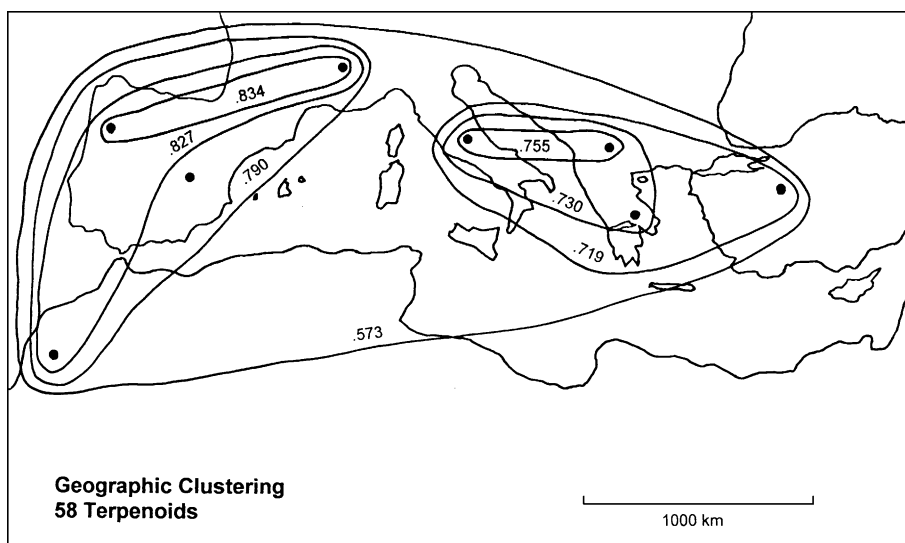 .834
.827
.790
.755
.730
.719
.573
Geographic Clustering
58 Terpenoids
1000 km